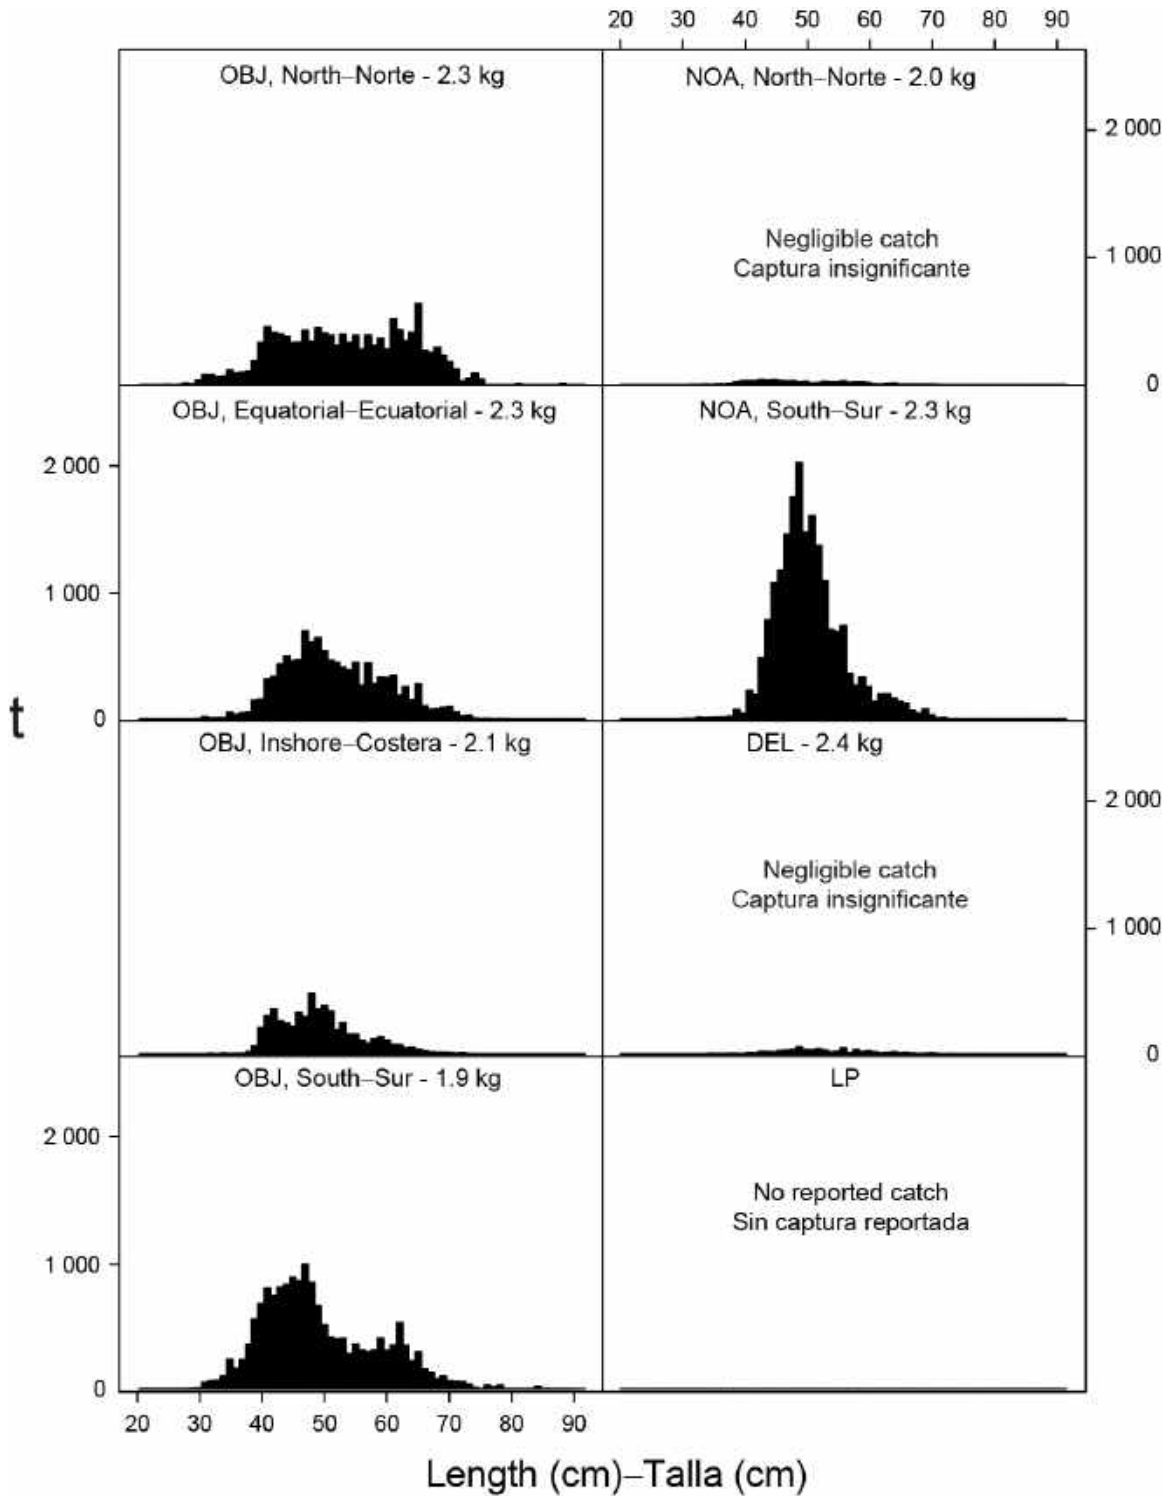 20 30 40 50 60 70 80 90
OBJ, North–Norte - 2.3 kg
NOA, North–Norte - 2.0 kg
2 000
Negligible catch
Captura insignificante
1 000
0
OBJ, Equatorial–Ecuatorial - 2.3 kg
NOA, South–Sur - 2.3 kg
2 000
1 000
t
0
OBJ, Inshore–Costera - 2.1 kg
DEL - 2.4 kg
2 000
Negligible catch
Captura insignificante
1 000
0
OBJ, South–Sur - 1.9 kg
LP
2 000
No reported catch
Sin captura reportada
1 000
0
20 30 40 50 60 70 80 90
Length (cm)–Talla (cm)